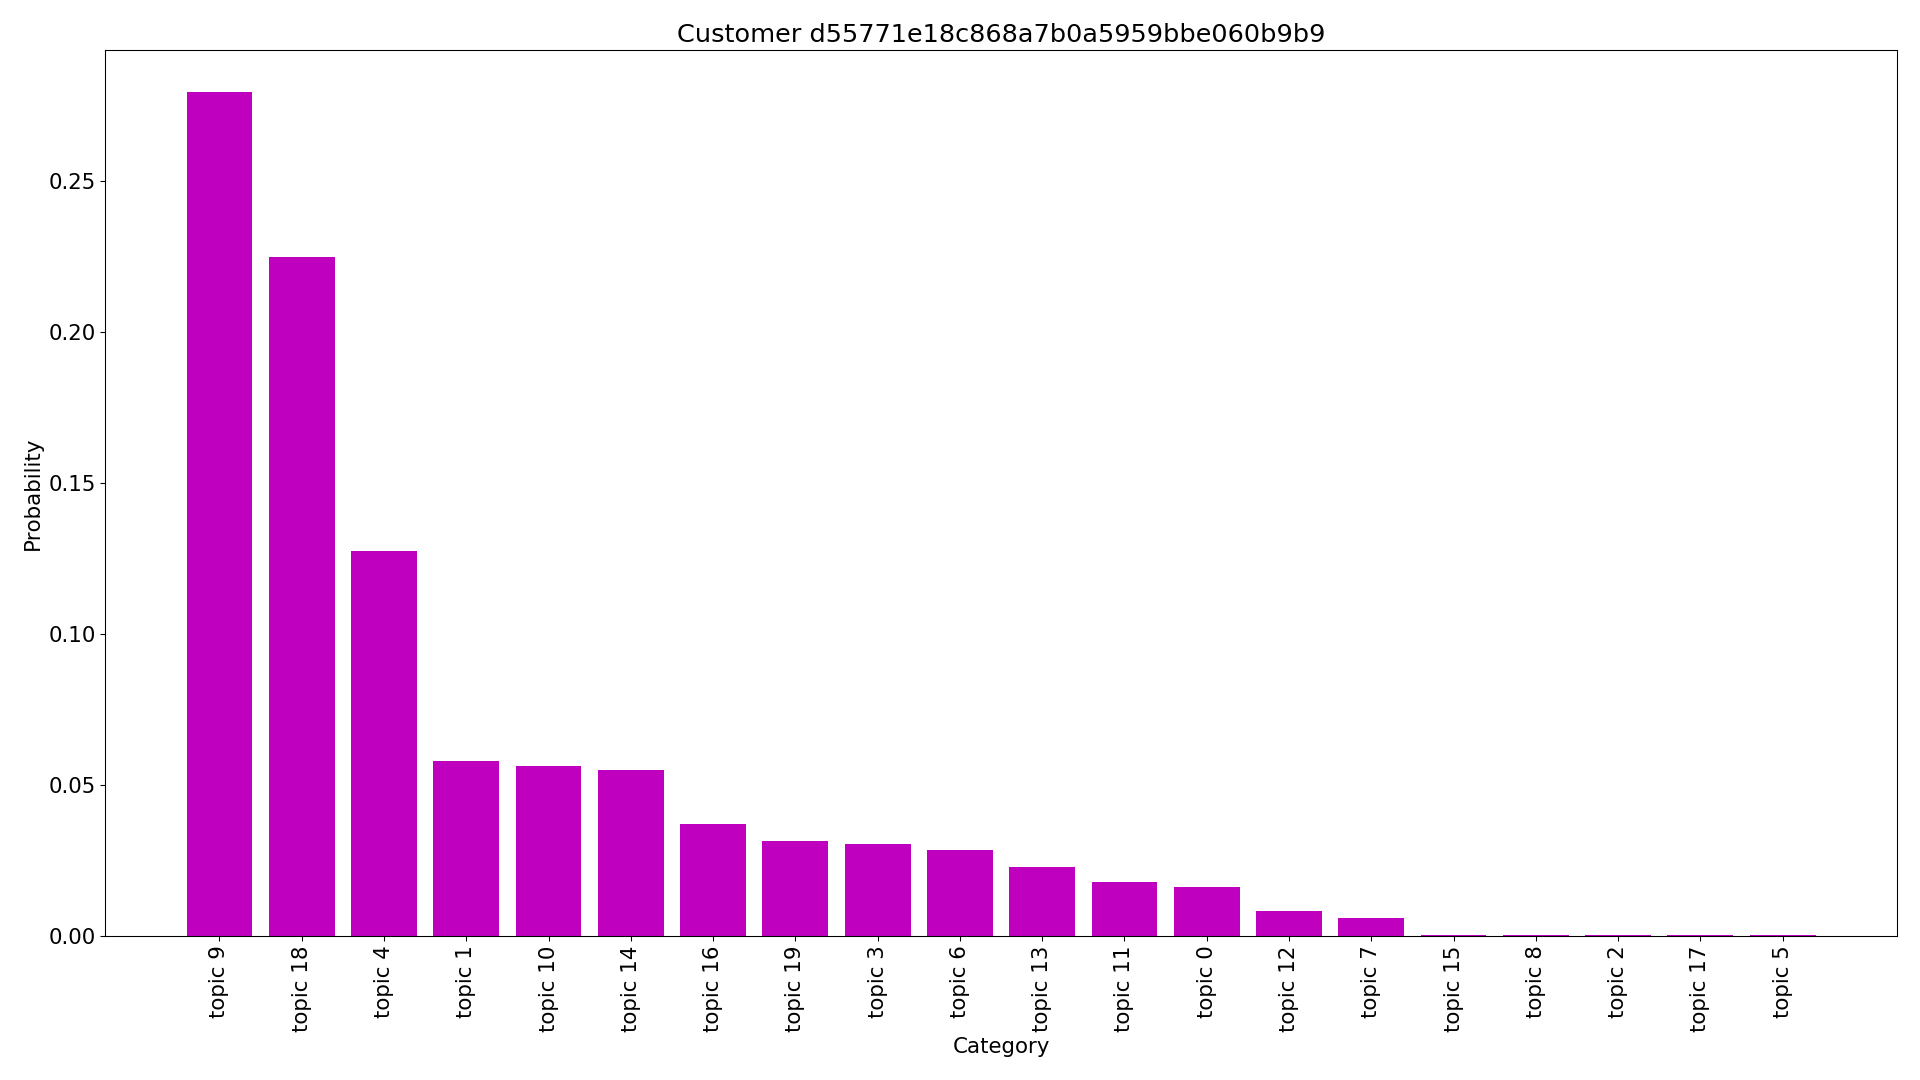 Customer d55771e18c868a7b0a5959bbe060b9b9
Probability
0.25
0.20
0.15
0.10
0.05
0.00
topic 9
topic 18
topic 4
topic 1
topic 10
topic 14
topic 16
topic 19
topic 3
topic 6
topic 13
topic 11
topic 0
topic 12
topic 7
topic 15
topic 8
topic 2
topic 17
topic 5
Category